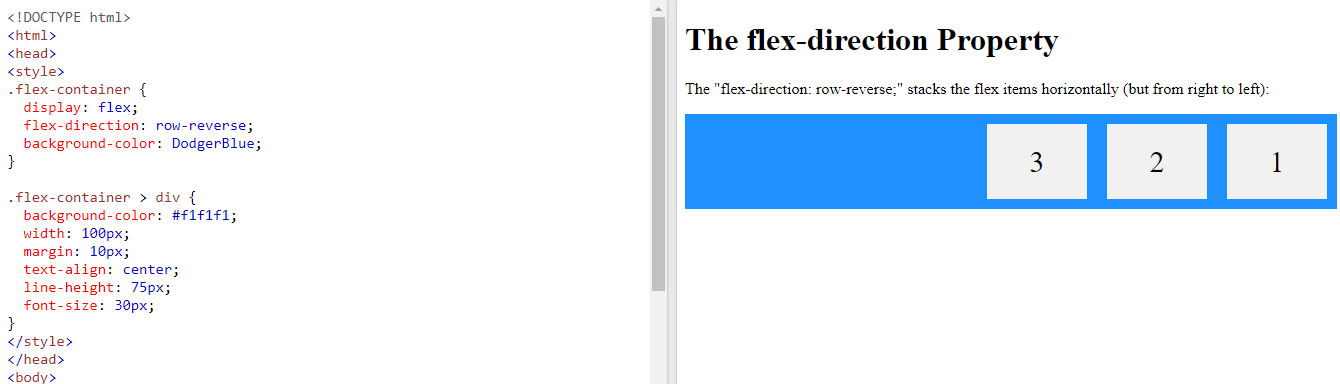 <!DOCTYPE html>
<html>
<head>
<style>
.flex-container {
  display: flex;
  flex-direction: row-reverse;
  background-color: DodgerBlue;
}

.flex-container > div {
  background-color: #f1f1f1;
  width: 100px;
  margin: 10px;
  text-align: center;
  line-height: 75px;
  font-size: 30px;
}
</style>
</head>
<body>
The flex-direction Property
The "flex-direction: row-reverse;" stacks the flex items horizontally (but from right to left):
3 2 1